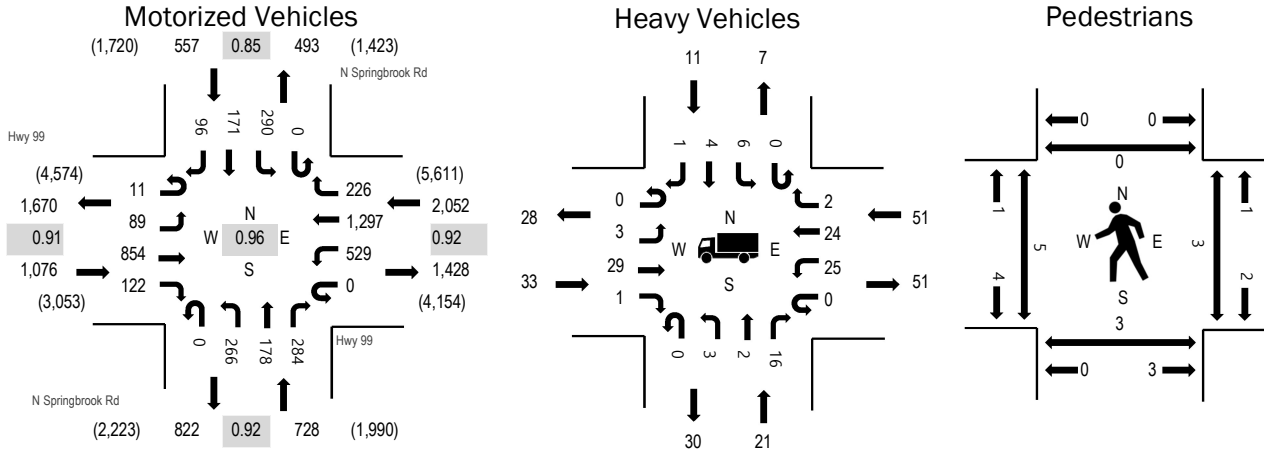 Motorized Vehicles
(1,720) 557 0.85 493 (1,423)
N Springbrook Rd
Hwy 99
96 171 290 0
(4,574) 11 226 (5,611)
1,670 89 1,297 2,052
N
0.91 W 0.96 E 0.92
S
1,076 854 529 1,428
(3,053) 122 0 (4,154)
0 266 178 284
Hwy 99
N Springbrook Rd
(2,223) 822 0.92 728 (1,990)
Heavy Vehicles
11 7
1 4 6 0
0 2
28 3 24 51
N
W E
S
33 29 25 51
1 0
0 3 2 16
30 21
Pedestrians
0 0
0
1 1
N
5 W E 3
S
4 2
3
0 3